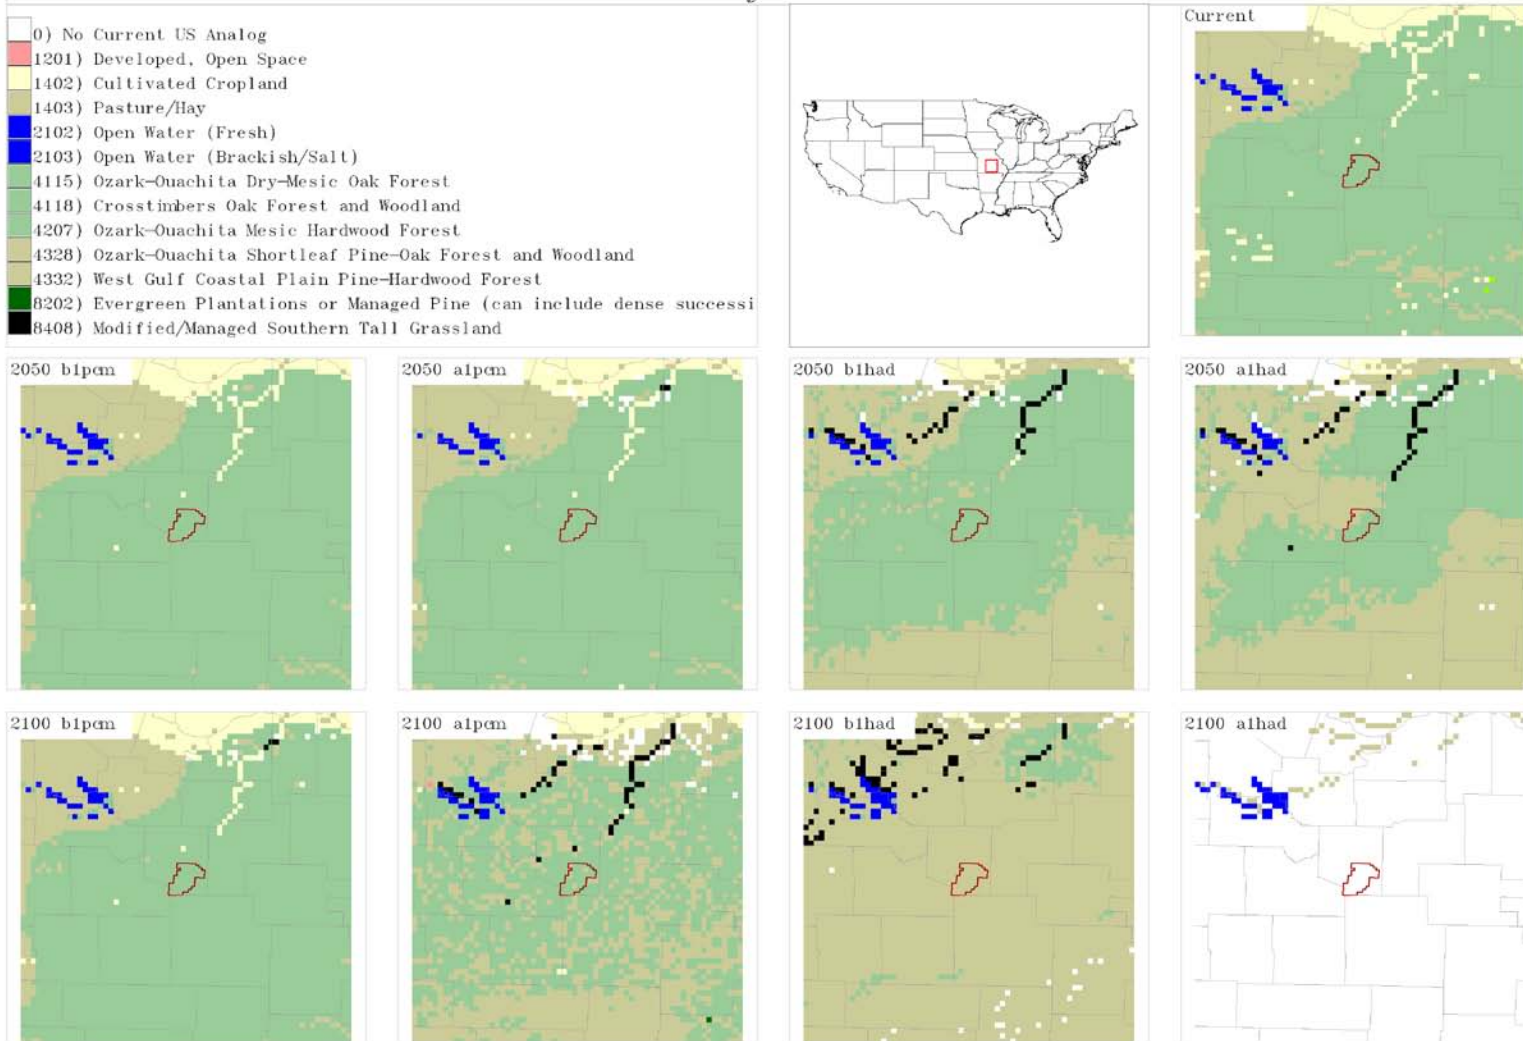 0) No Current US Analog
1201) Developed, Open Space
1402) Cultivated Cropland
1403) Pasture/Hay
2102) Open Water (Fresh)
2103) Open Water (Brackish/Salt)
4115) Ozark-Ouachita Dry-Mesic Oak Forest
4118) Crosstimbers Oak Forest and Woodland
4207) Ozark-Ouachita Mesic Hardwood Forest
4328) Ozark-Ouachita Shortleaf Pine-Oak Forest and Woodland
4332) West Gulf Coastal Plain Pine-Hardwood Forest
8202) Evergreen Plantations or Managed Pine (can include dense successi
8408) Modified/Managed Southern Tall Grassland
Current
2050 b1pcm
2050 a1pcm
2050 b1had
2050 a1had
2100 b1pcm
2100 a1pcm
2100 b1had
2100 a1had